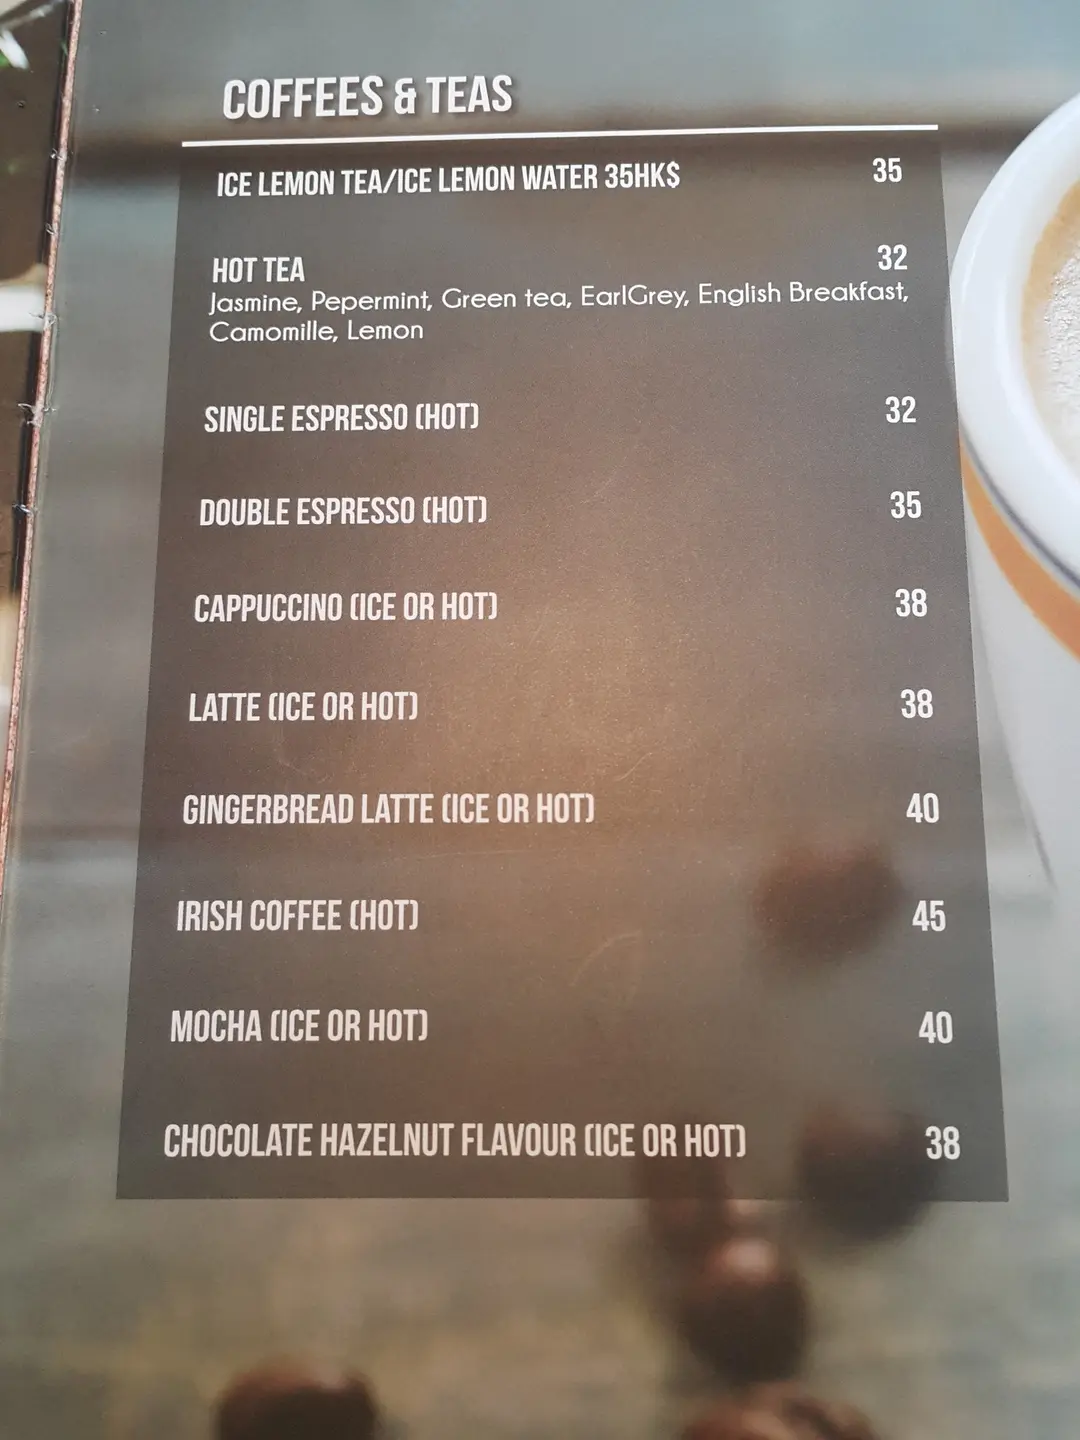 COFFEES & TEAS
ICE LEMON TEA/ICE LEMON WATER 35HK$ 35
HOT TEA 32
Jasmine, Pepermint, Green tea, EarlGrey, English Breakfast,
Camomille, Lemon
SINGLE ESPRESSO (HOT) 32
DOUBLE ESPRESSO (HOT) 35
CAPPUCCINO (ICE OR HOT) 38
LATTE (ICE OR HOT) 38
GINGERBREAD LATTE (ICE OR HOT) 40
IRISH COFFEE (HOT) 45
MOCHA (ICE OR HOT) 40
CHOCOLATE HAZELNUT FLAVOUR (ICE OR HOT) 38